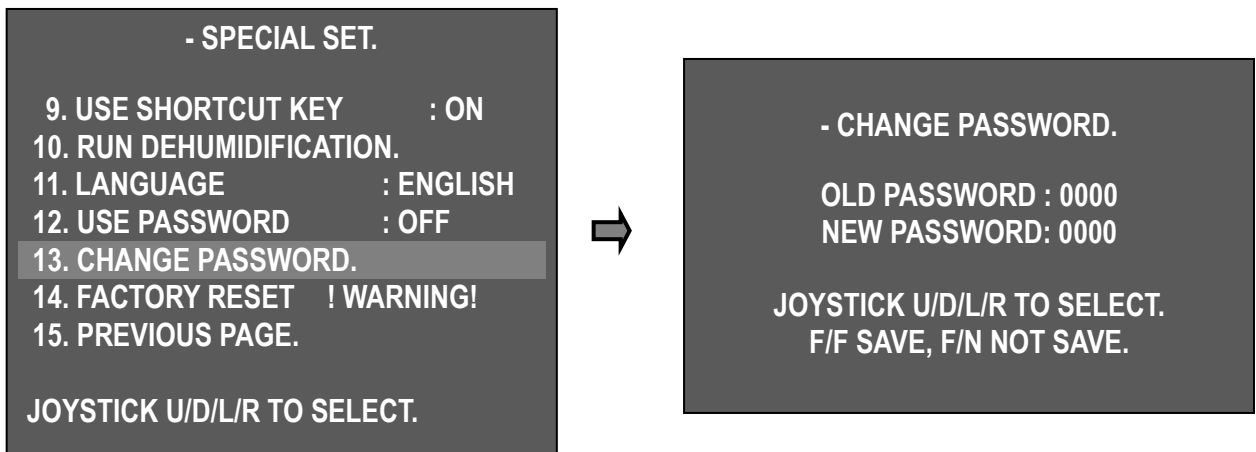 - SPECIAL SET.
9. USE SHORTCUT KEY : ON
10. RUN DEHUMIDIFICATION.
11. LANGUAGE : ENGLISH
12. USE PASSWORD : OFF
13. CHANGE PASSWORD.
14. FACTORY RESET ! WARNING!
15. PREVIOUS PAGE.
JOYSTICK U/D/L/R TO SELECT.
- CHANGE PASSWORD.
OLD PASSWORD : 0000
NEW PASSWORD: 0000
JOYSTICK U/D/L/R TO SELECT.
F/F SAVE, F/N NOT SAVE.